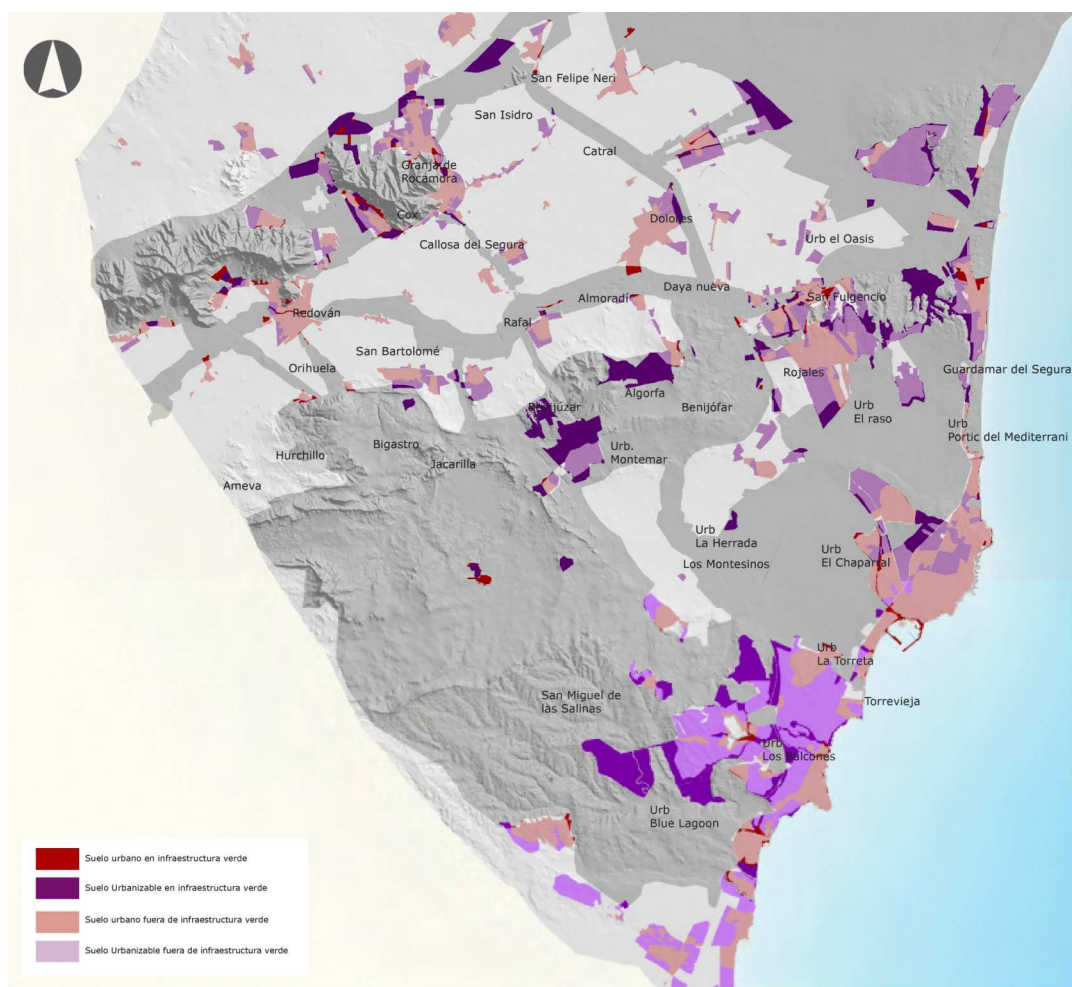 San Felipe Neri
San Isidro
Catral
Granja de
Rocamora
Cox
Dolores
Callosa del Segura
Urb el Oasis
Daya nueva
San Fulgencio
Almoradí
Redován
Rafal
San Bartolomé
Orihuela
Rojales
Guardamar del Segura
Algorfa
Benijófar
Benjúzar
Urb
El raso
Urb
Portic del Mediterrani
Bigastro
Urb.
Montemar
Hurchillo
Jacarilla
Ameva
Urb
La Herrada
Urb
El Chaparral
Los Montesinos
Urb
La Torreta
San Miguel de
las Salinas
Torrevieja
Urb
Los Balcones
Urb
Blue Lagoon
Suelo urbano en infraestructura verde
Suelo Urbanizable en infraestructura verde
Suelo urbano fuera de infraestructura verde
Suelo Urbanizable fuera de infraestructura verde